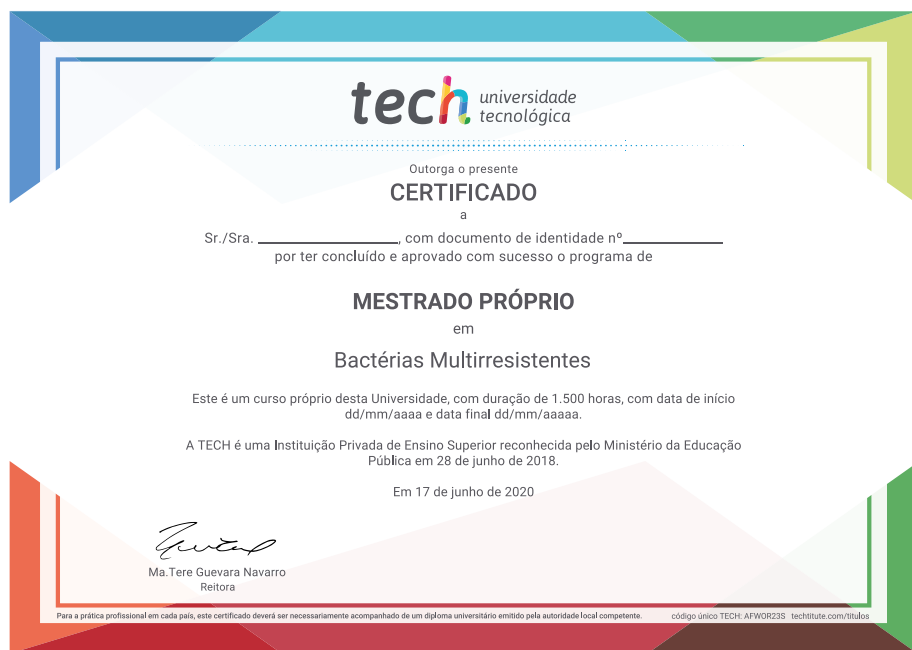 tech universidade
tecnológica
Outorga o presente
CERTIFICADO
a
Sr./Sra. ________________, com documento de identidade nº____________
por ter concluído e aprovado com sucesso o programa de
MESTRADO PRÓPRIO
em
Bactérias Multirresistentes
Este é um curso próprio desta Universidade, com duração de 1.500 horas, com data de início
dd/mm/aaaa e data final dd/mm/aaaaa.
A TECH é uma Instituição Privada de Ensino Superior reconhecida pelo Ministério da Educação
Pública em 28 de junho de 2018.
Em 17 de junho de 2020
Ma.Tere Guevara Navarro
Reitora
Para a prática profissional em cada país, este certificado deverá ser necessariamente acompanhado de um diploma universitário emitido pela autoridade local competente. código único TECH: AFWOR23S techtitute.com/titulos